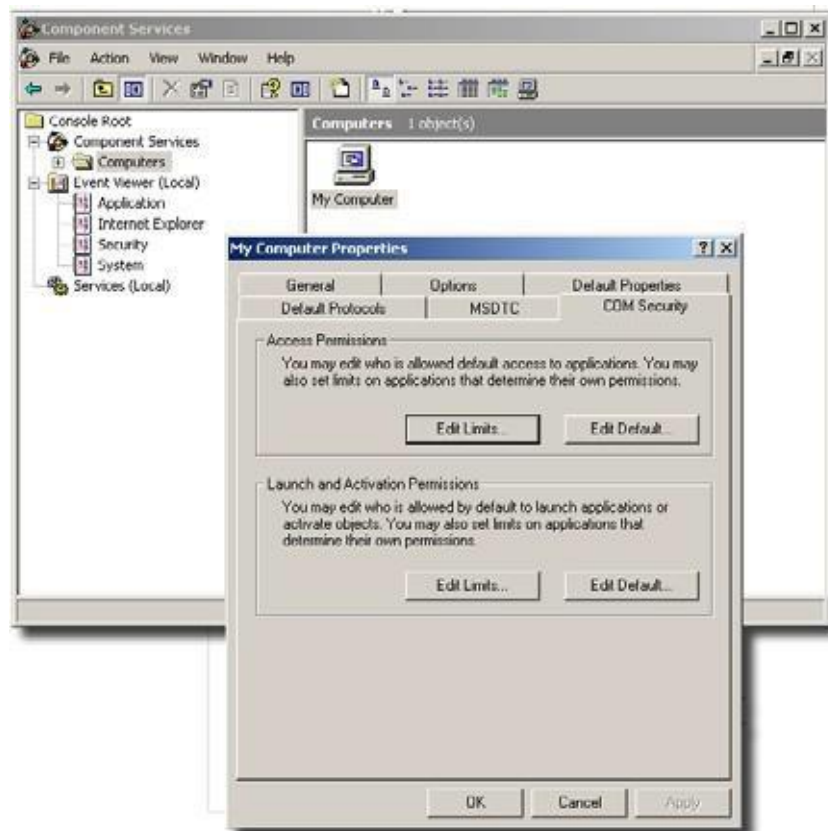 Component Services
File Action View Window Help
Console Root
Component Services
Computers
Event Viewer (Local)
Application
Internet Explorer
Security
System
Services (Local)
Computers 1 object(s)
My Computer
My Computer Properties
General Options Default Properties
Default Protocols MSDTC COM Security
Access Permissions
You may edit who is allowed default access to applications. You may
also set limits on applications that determine their own permissions.
Edit Limits... Edit Default...
Launch and Activation Permissions
You may edit who is allowed by default to launch applications or
activate objects. You may also set limits on applications that
determine their own permissions.
Edit Limits... Edit Default...
OK Cancel Apply